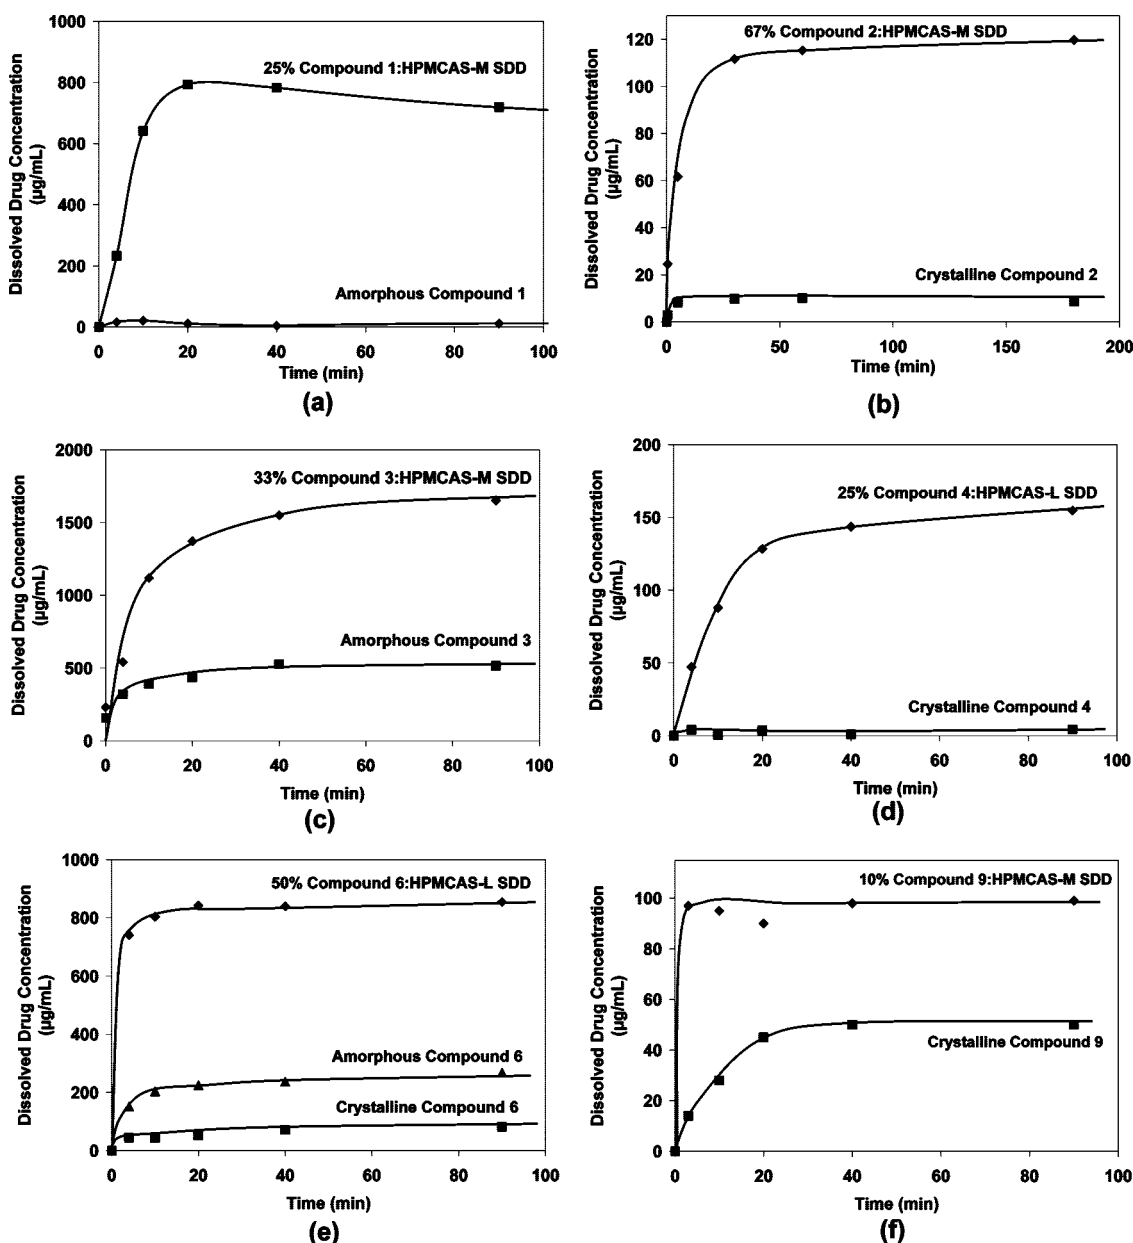 25% Compound 1:HPMCAS-M SDD
Amorphous Compound 1
Dissolved Drug Concentration
(µg/mL)
1000
800
600
400
200
0
0 20 40 60 80 100
Time (min)
(a)
67% Compound 2:HPMCAS-M SDD
Crystalline Compound 2
Dissolved Drug Concentration
(µg/mL)
120
100
80
60
40
20
0
0 50 100 150 200
Time (min)
(b)
33% Compound 3:HPMCAS-M SDD
Amorphous Compound 3
Dissolved Drug Concentration
(µg/mL)
2000
1500
1000
500
0
0 20 40 60 80 100
Time (min)
(c)
25% Compound 4:HPMCAS-L SDD
Crystalline Compound 4
Dissolved Drug Concentration
(µg/mL)
200
150
100
50
0
0 20 40 60 80 100
Time (min)
(d)
50% Compound 6:HPMCAS-L SDD
Amorphous Compound 6
Crystalline Compound 6
Dissolved Drug Concentration
(µg/mL)
1000
800
600
400
200
0
0 20 40 60 80 100
Time (min)
(e)
10% Compound 9:HPMCAS-M SDD
Crystalline Compound 9
Dissolved Drug Concentration
(µg/mL)
100
80
60
40
20
0
0 20 40 60 80 100
Time (min)
(f)